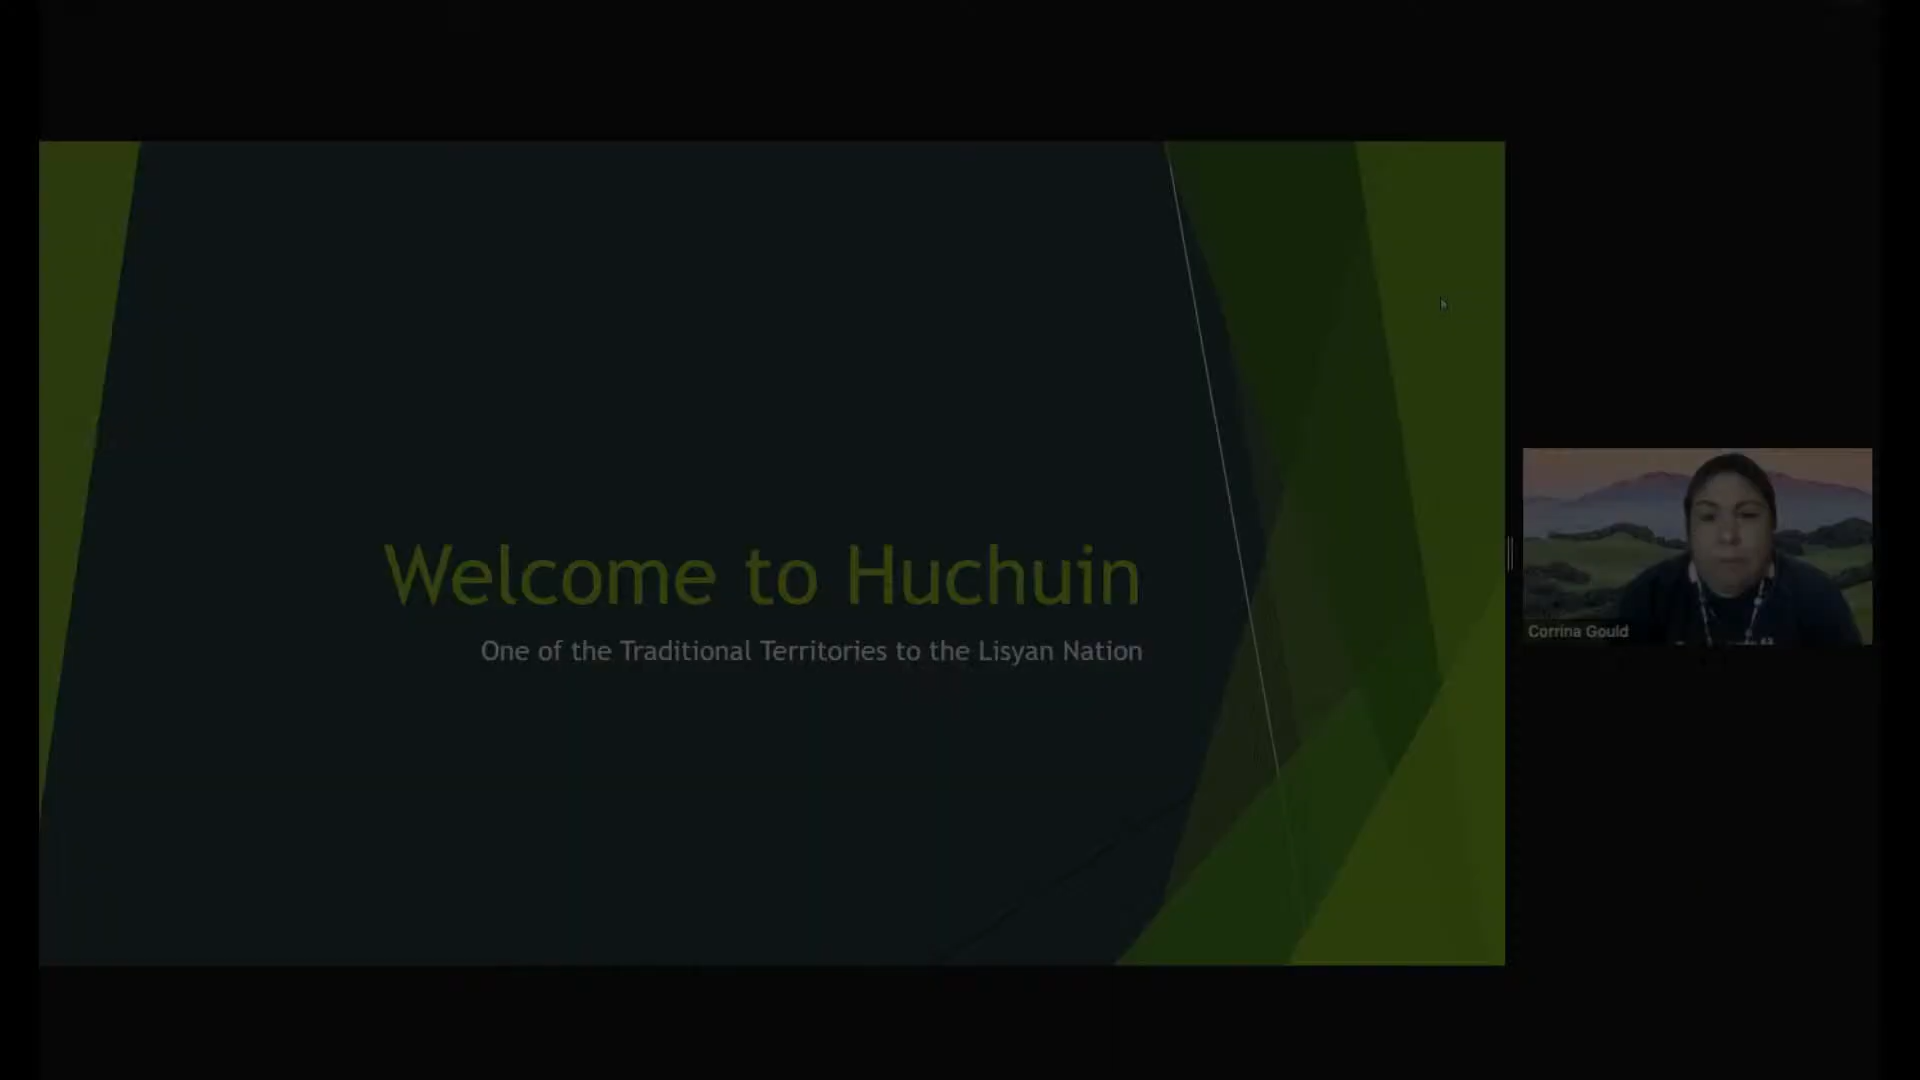 Welcome to Huchuin
One of the Traditional Territories to the Lisyan Nation
Corrina Gould